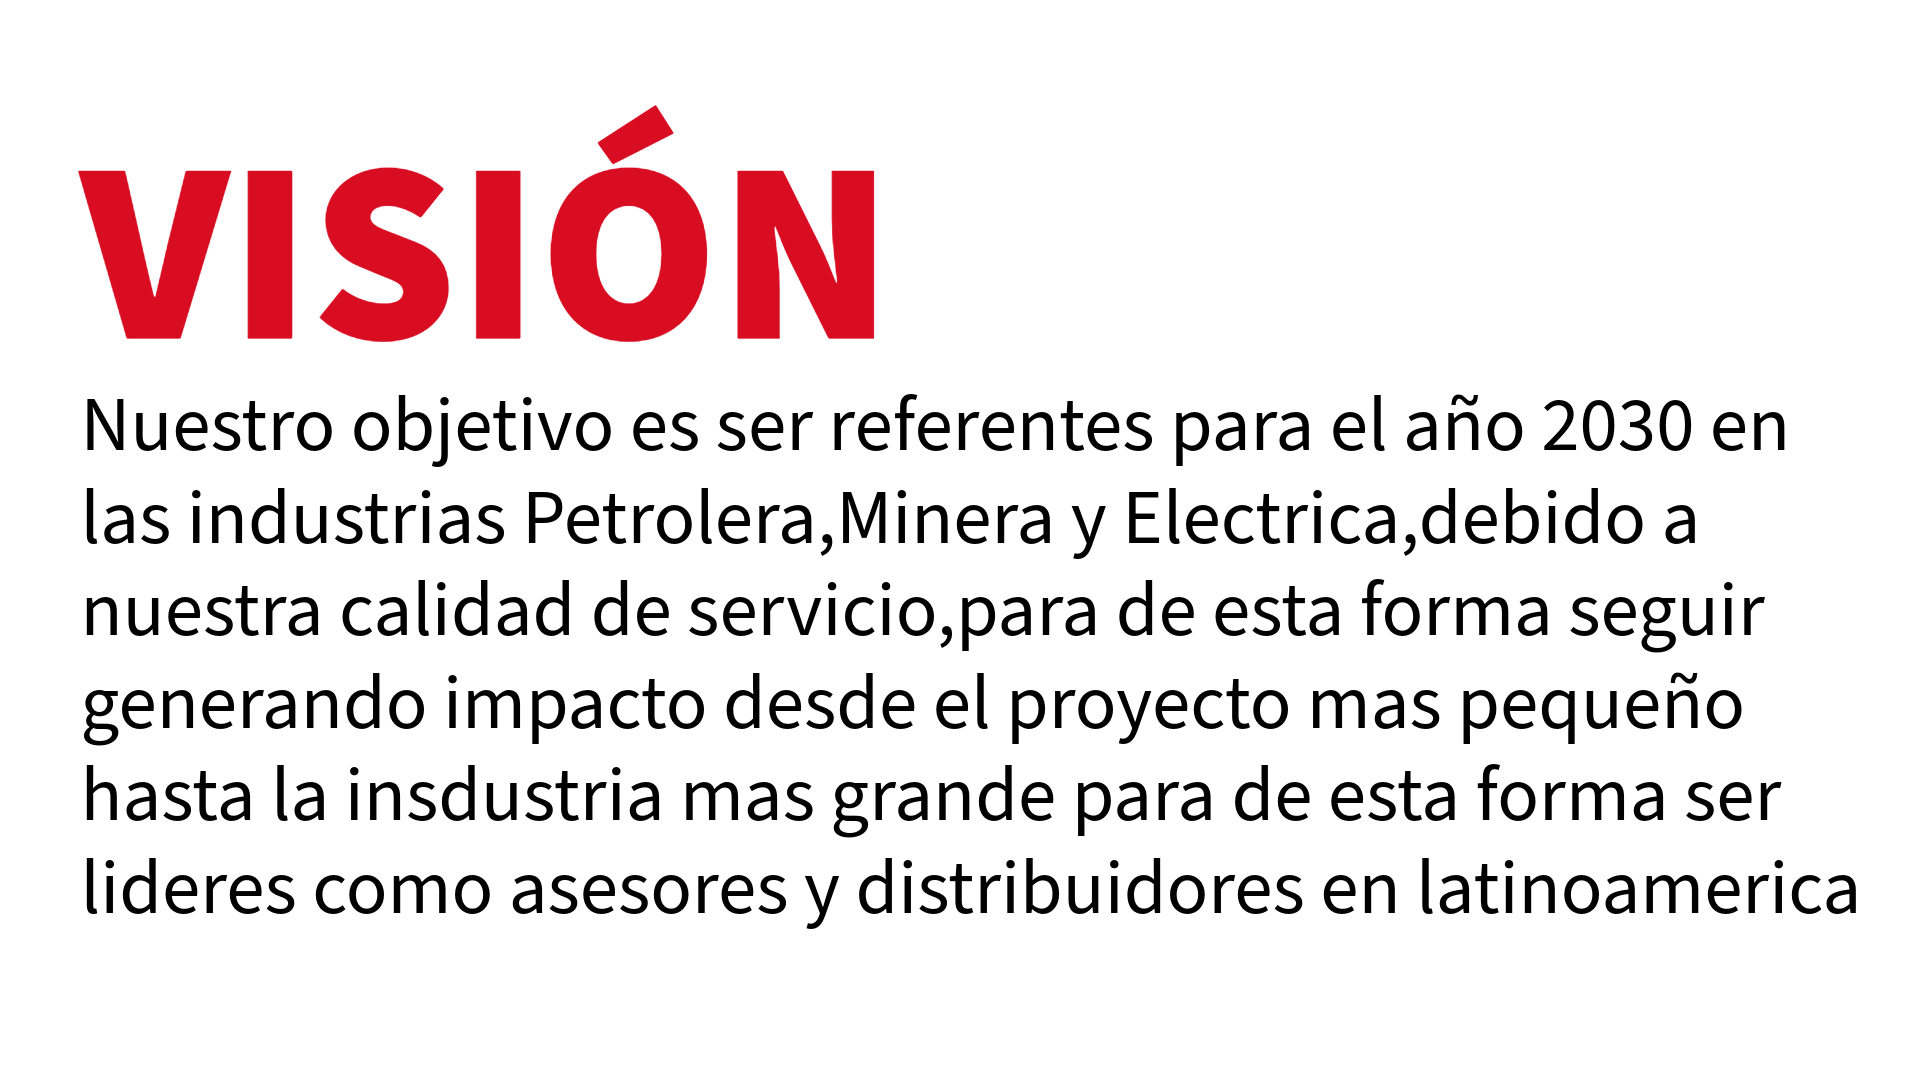 VISIÓN
Nuestro objetivo es ser referentes para el año 2030 en
las industrias Petrolera,Minera y Electrica,debido a
nuestra calidad de servicio,para de esta forma seguir
generando impacto desde el proyecto mas pequeño
hasta la insdustria mas grande para de esta forma ser
lideres como asesores y distribuidores en latinoamerica